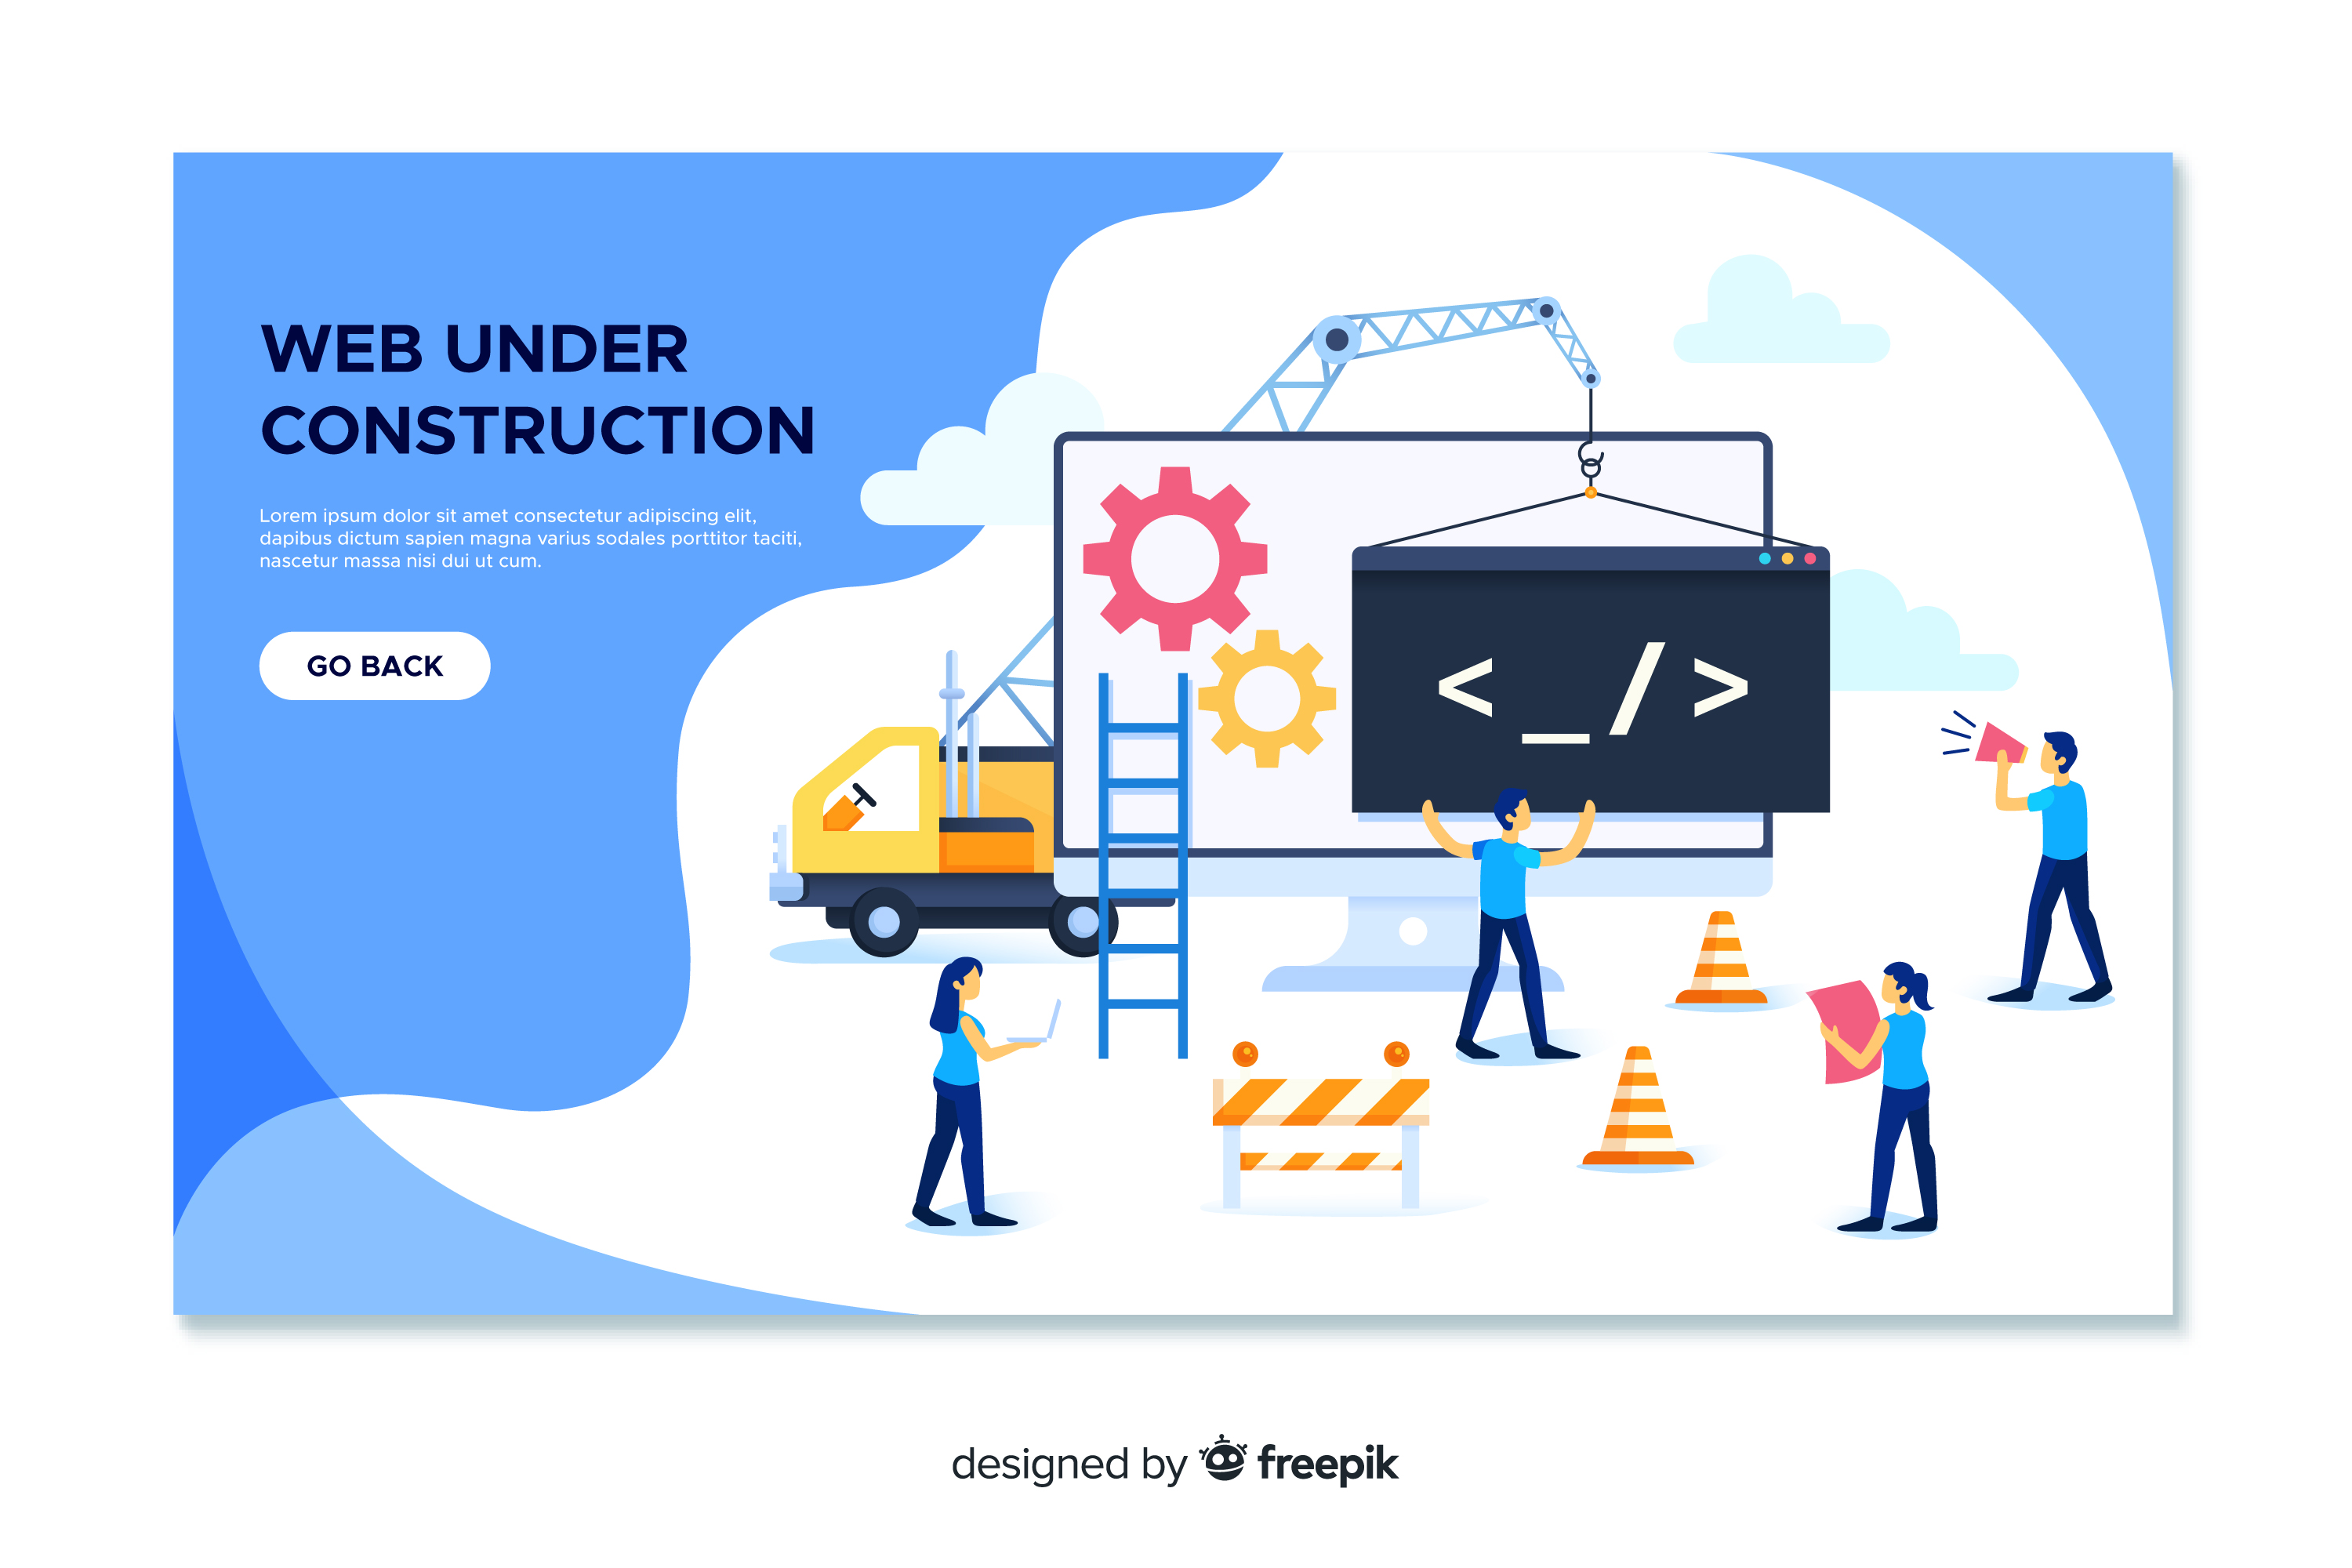 WEB UNDER
CONSTRUCTION
Lorem ipsum dolor sit amet consectetur adipiscing elit,
dapibus dictum sapien magna varius sodales porttitor taciti,
nascetur massa nisi dui ut cum.
GO BACK
< _ / >
designed by freepik